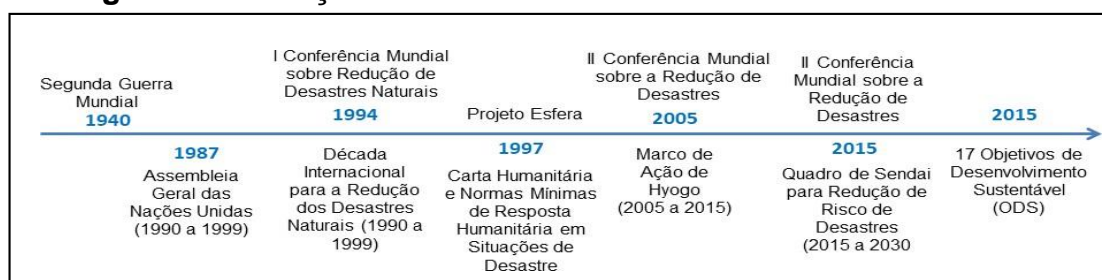 Segunda Guerra
Mundial
1940
1987
Assembleia
Geral das
Nações Unidas
(1990 a 1999)
I Conferência Mundial
sobre Redução de
Desastres Naturais
1994
Década
Internacional
para a Redução
dos Desastres
Naturais (1990 a
1999)
Projeto Esfera
1997
Carta Humanitária
e Normas Mínimas
de Resposta
Humanitária em
Situações de
Desastre
II Conferência Mundial
sobre a Redução de
Desastres
2005
Marco de
Ação de
Hyogo
(2005 a 2015)
II Conferência
Mundial sobre a
Redução de
Desastres
2015
Quadro de Sendai
para Redução de
Risco de
Desastres
(2015 a 2030
2015
17 Objetivos de
Desenvolvimento
Sustentável
(ODS)